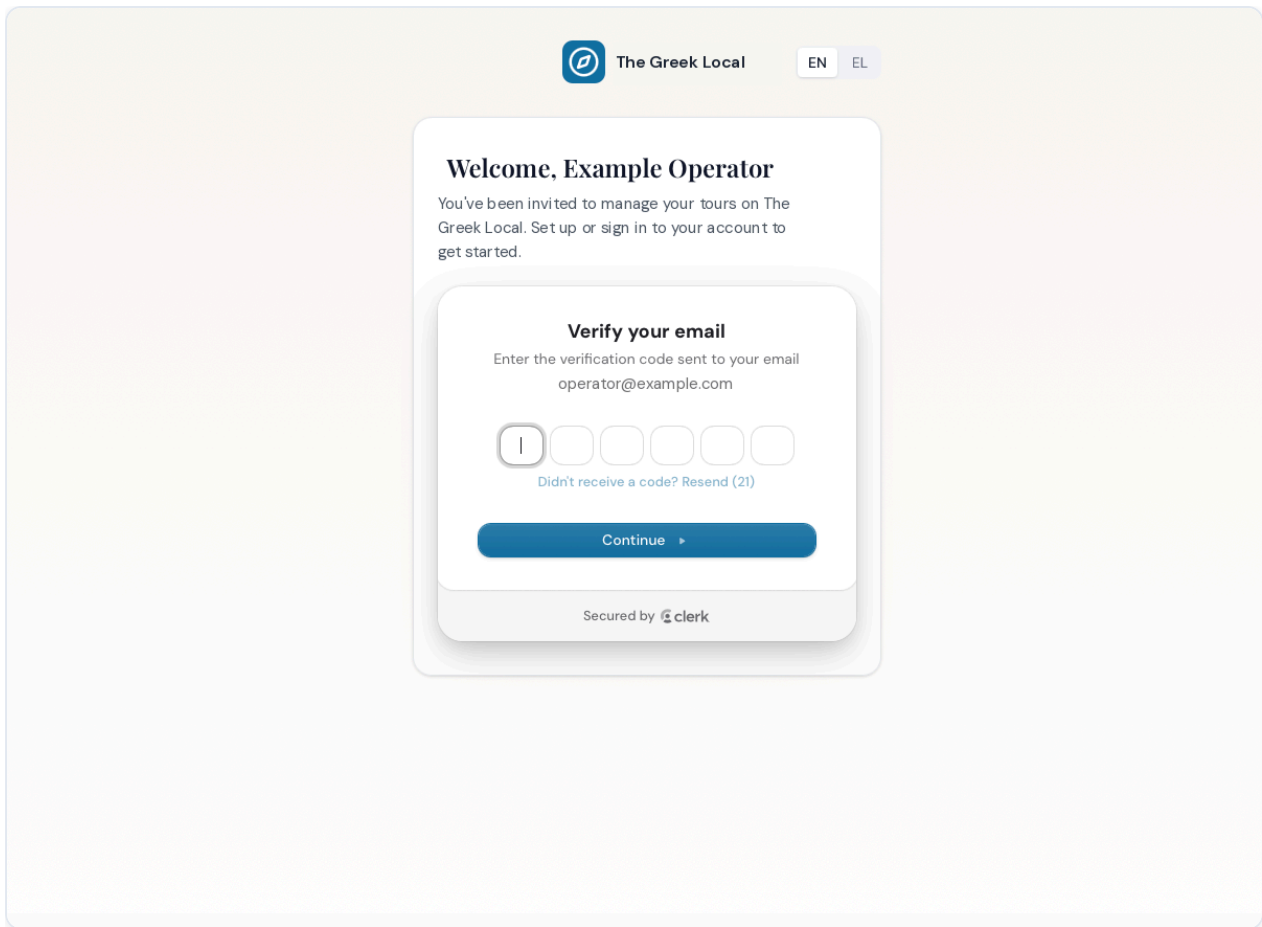 The Greek Local
EN EL
Welcome, Example Operator
You've been invited to manage your tours on The
Greek Local. Set up or sign in to your account to
get started.
Verify your email
Enter the verification code sent to your email
operator@example.com
Didn't receive a code? Resend (21)
Continue
Secured by clerk